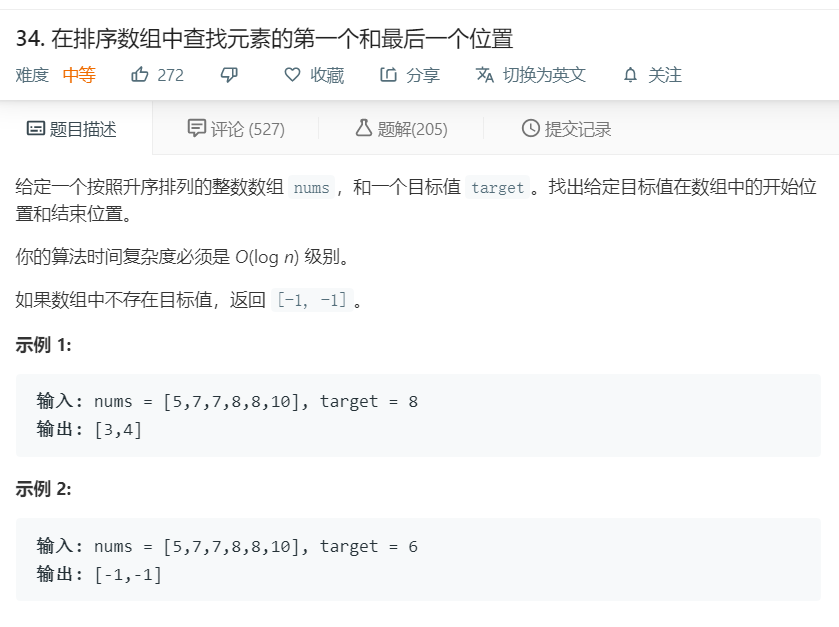 34. 在排序数组中查找元素的第一个和最后一个位置
难度 中等 272 收藏 分享 切换为英文 关注
题目描述 评论 (527) 题解(205) 提交记录
给定一个按照升序排列的整数数组 nums，和一个目标值 target。找出给定目标值在数组中的开始位
置和结束位置。
你的算法时间复杂度必须是 O(log n) 级别。
如果数组中不存在目标值，返回 [-1, -1]。
示例 1:
输入: nums = [5,7,7,8,8,10], target = 8
输出: [3,4]
示例 2:
输入: nums = [5,7,7,8,8,10], target = 6
输出: [-1,-1]